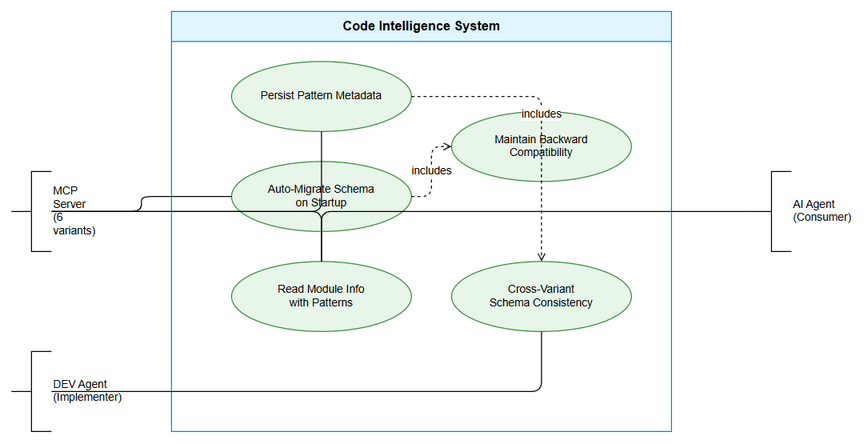 Code Intelligence System
Persist Pattern Metadata
includes
Maintain Backward
Compatibility
includes
Auto-Migrate Schema
on Startup
MCP
Server
(6
variants)
AI Agent
(Consumer)
Read Module Info
with Patterns
Cross-Variant
Schema Consistency
DEV Agent
(Implementer)